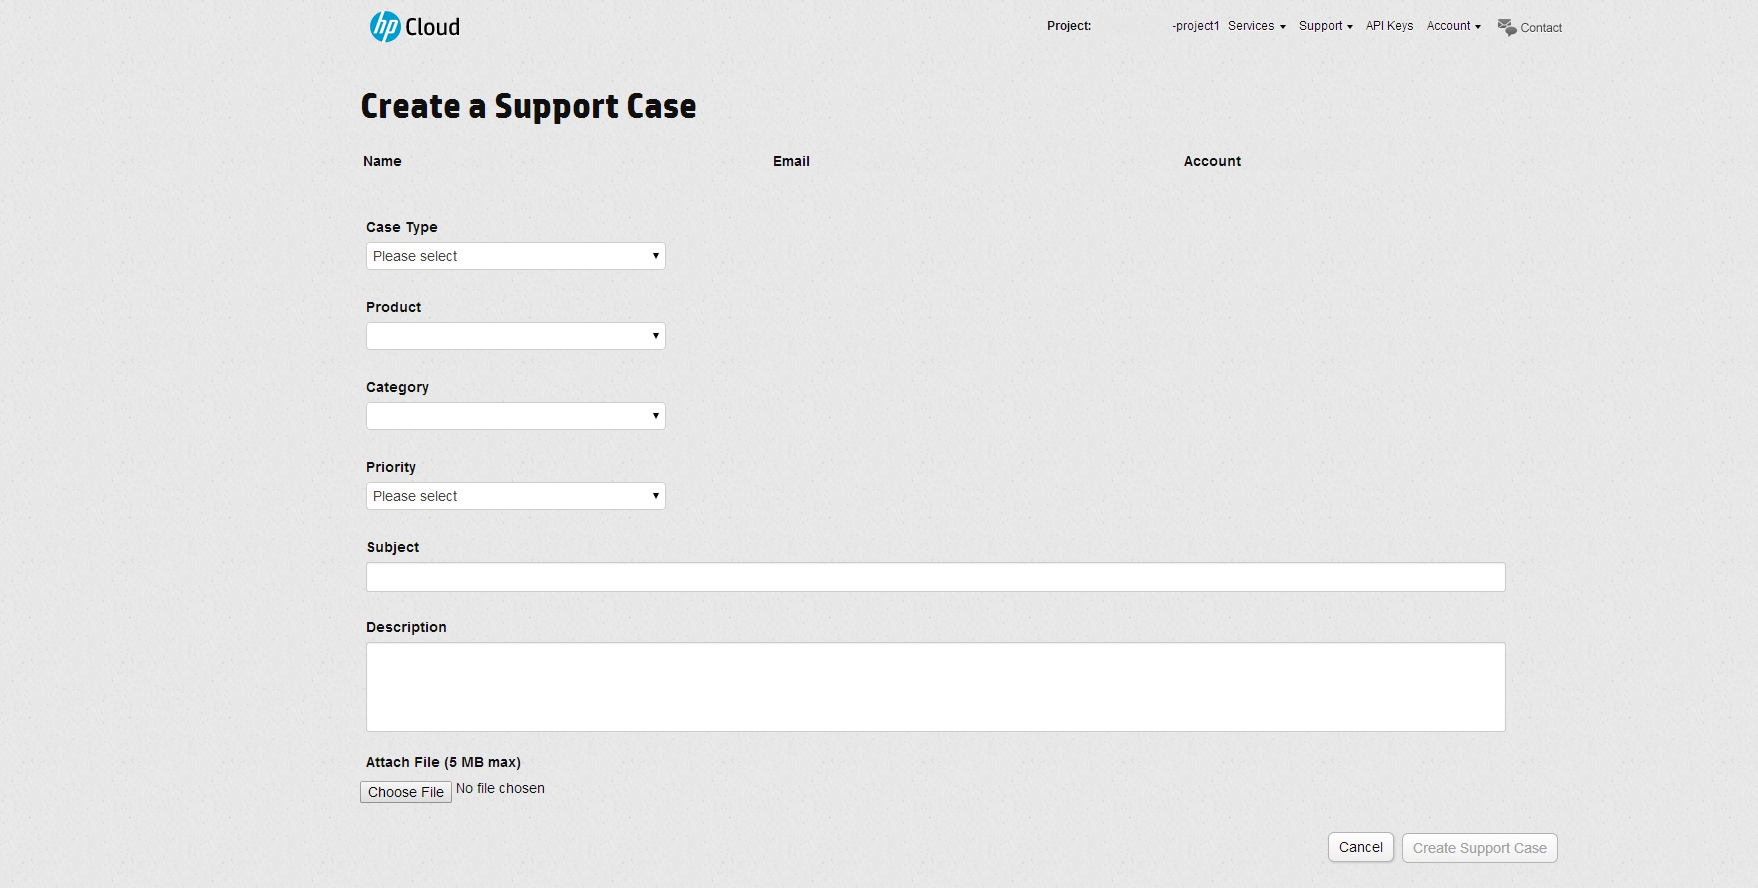 hp Cloud
Project: -project1 Services Support API Keys Account Contact
Create a Support Case
Name Email Account
Case Type
Please select
Product
Category
Priority
Please select
Subject
Description
Attach File (5 MB max)
Choose File No file chosen
Cancel Create Support Case